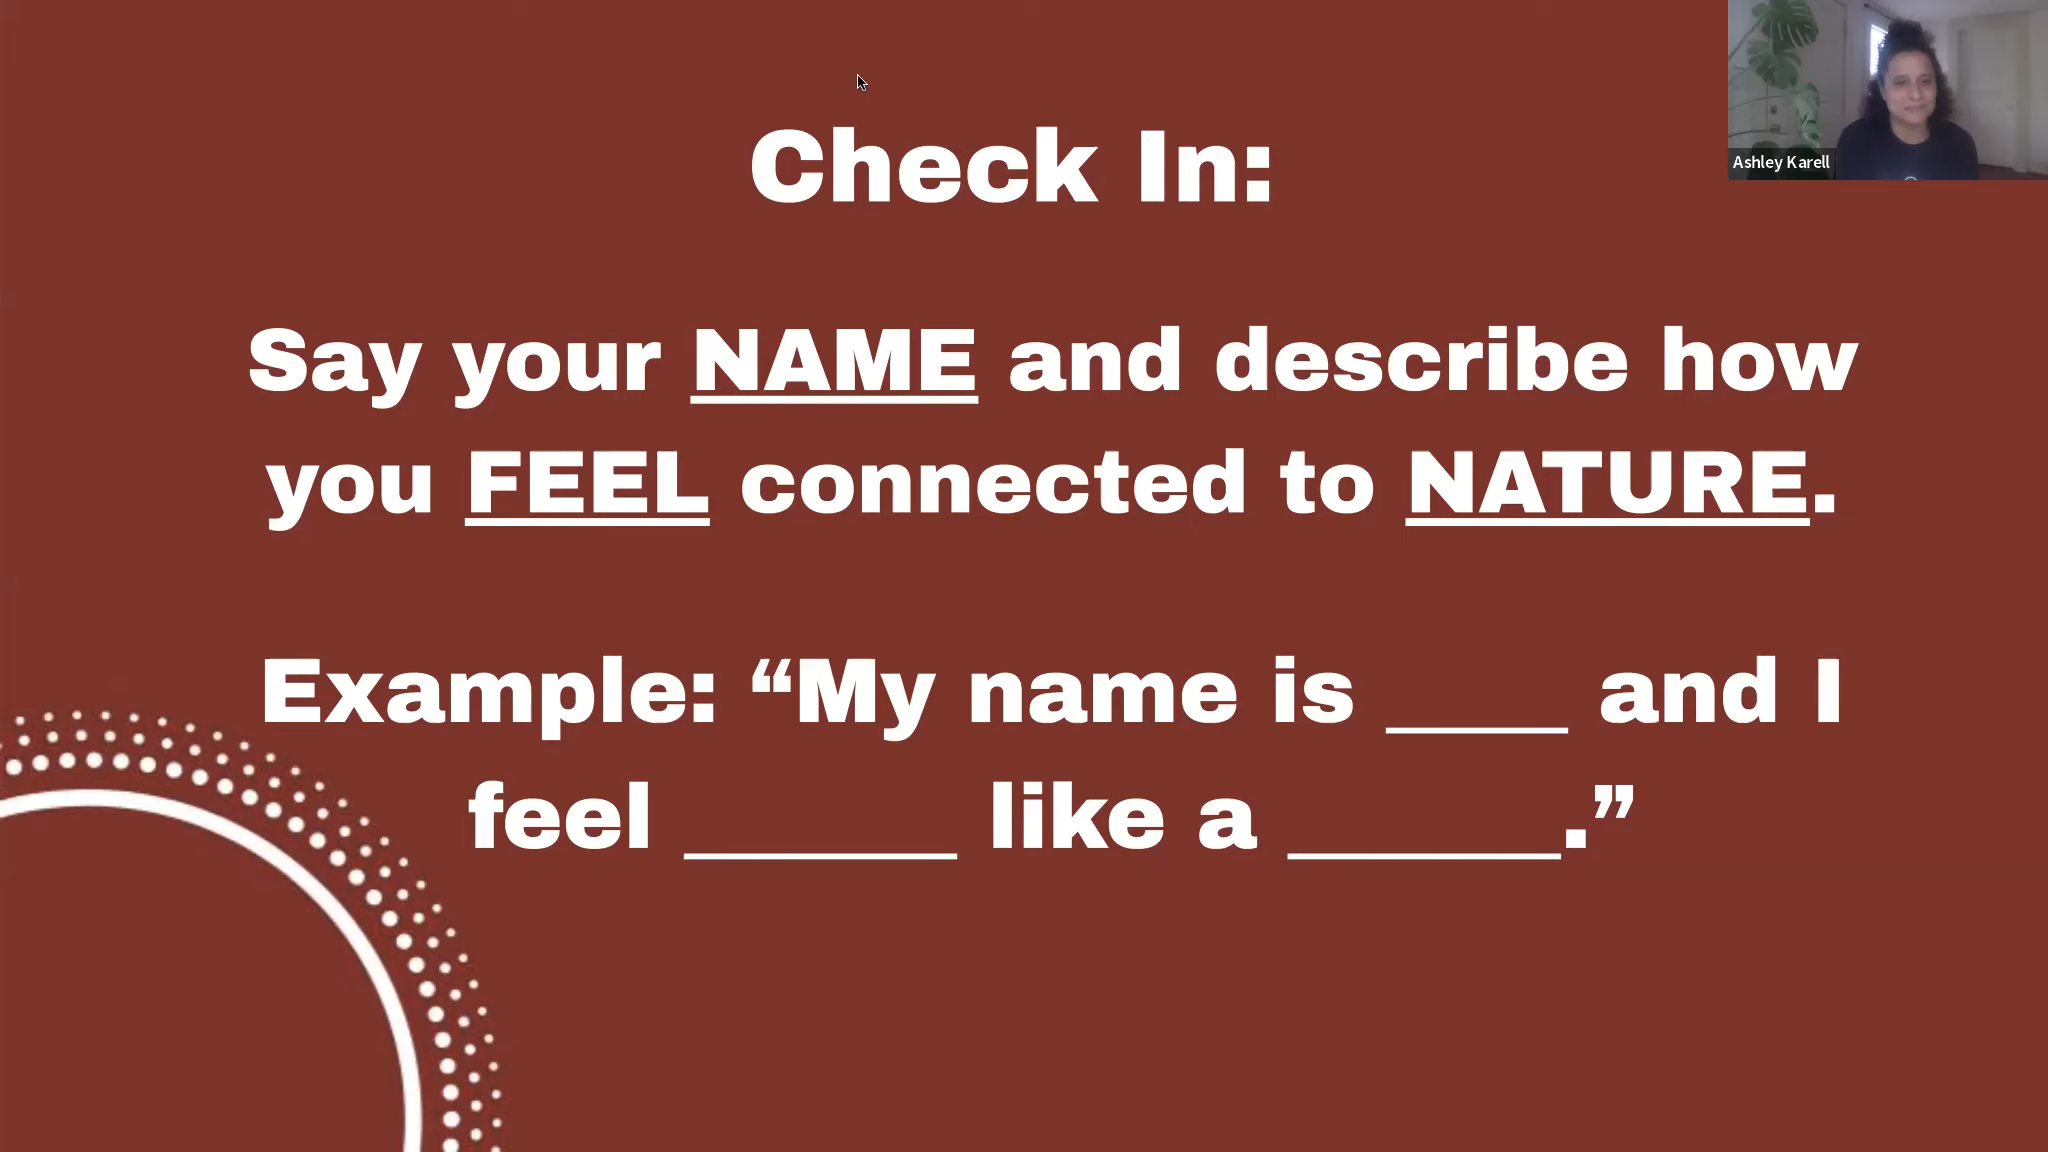 Check In:
Ashley Karell
Say your NAME and describe how
you FEEL connected to NATURE.
Example: “My name is ____ and I
feel ______ like a ______.”